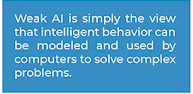 Weak AI is simply the view
that intelligent behavior can
be modeled and used by
computers to solve complex
problems.